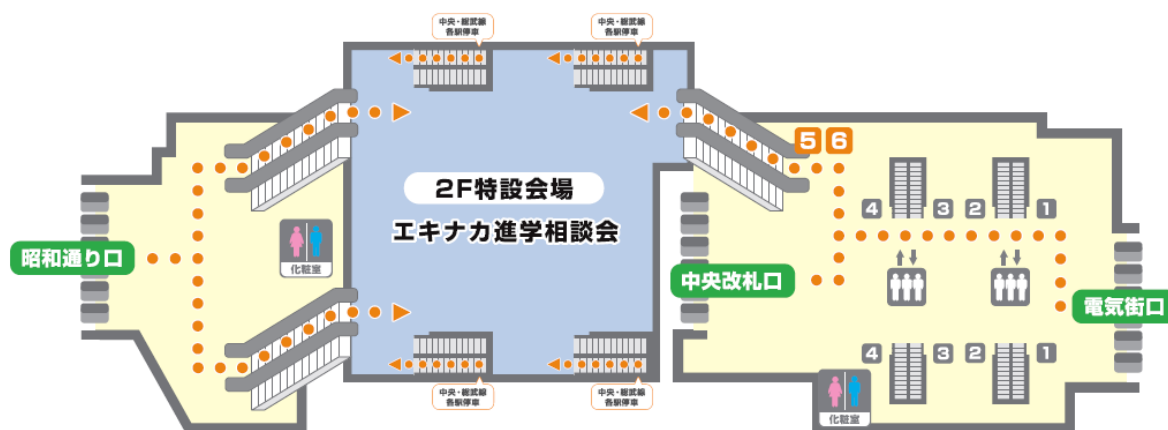 中央・総武線
各駅停車
中央・総武線
各駅停車
5 6
2F特設会場
エキナカ進学相談会
4 3 2 1
昭和通り口
化粧室
中央改札口
電気街口
4 3 2 1
中央・総武線
各駅停車
中央・総武線
各駅停車
化粧室